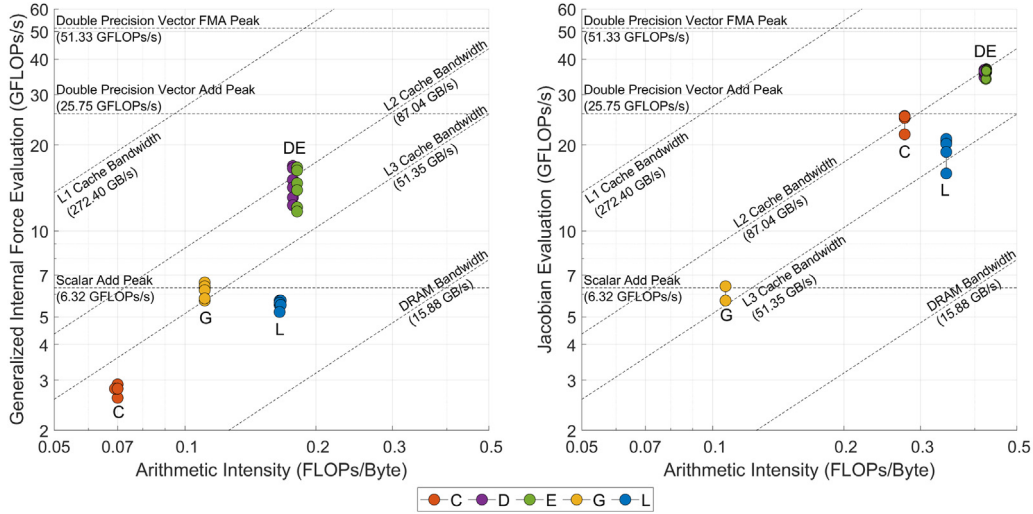 Generalized Internal Force Evaluation (GFLOPs/s)
60
50
40
30
20
10
7
5
4
3
2
Double Precision Vector FMA Peak
(51.33 GFLOPs/s)
Double Precision Vector Add Peak
(25.75 GFLOPs/s)
L1 Cache Bandwidth
(272.40 GB/s)
L2 Cache Bandwidth
(87.04 GB/s)
L3 Cache Bandwidth
(51.35 GB/s)
DE
Scalar Add Peak
(6.32 GFLOPs/s)
DRAM Bandwidth
(15.88 GB/s)
G
L
C
0.05
0.07
0.1
0.2
0.3
0.5
Arithmetic Intensity (FLOPs/Byte)
Jacobian Evaluation (GFLOPs/s)
60
50
40
30
20
10
7
5
4
3
2
Double Precision Vector FMA Peak
(51.33 GFLOPs/s)
DE
Double Precision Vector Add Peak
(25.75 GFLOPs/s)
C
L
L1 Cache Bandwidth
(272.40 GB/s)
L2 Cache Bandwidth
(87.04 GB/s)
Scalar Add Peak
(6.32 GFLOPs/s)
L3 Cache Bandwidth
(51.35 GB/s)
DRAM Bandwidth
(15.88 GB/s)
G
0.05
0.1
0.2
0.3
0.5
Arithmetic Intensity (FLOPs/Byte)
C D E G L